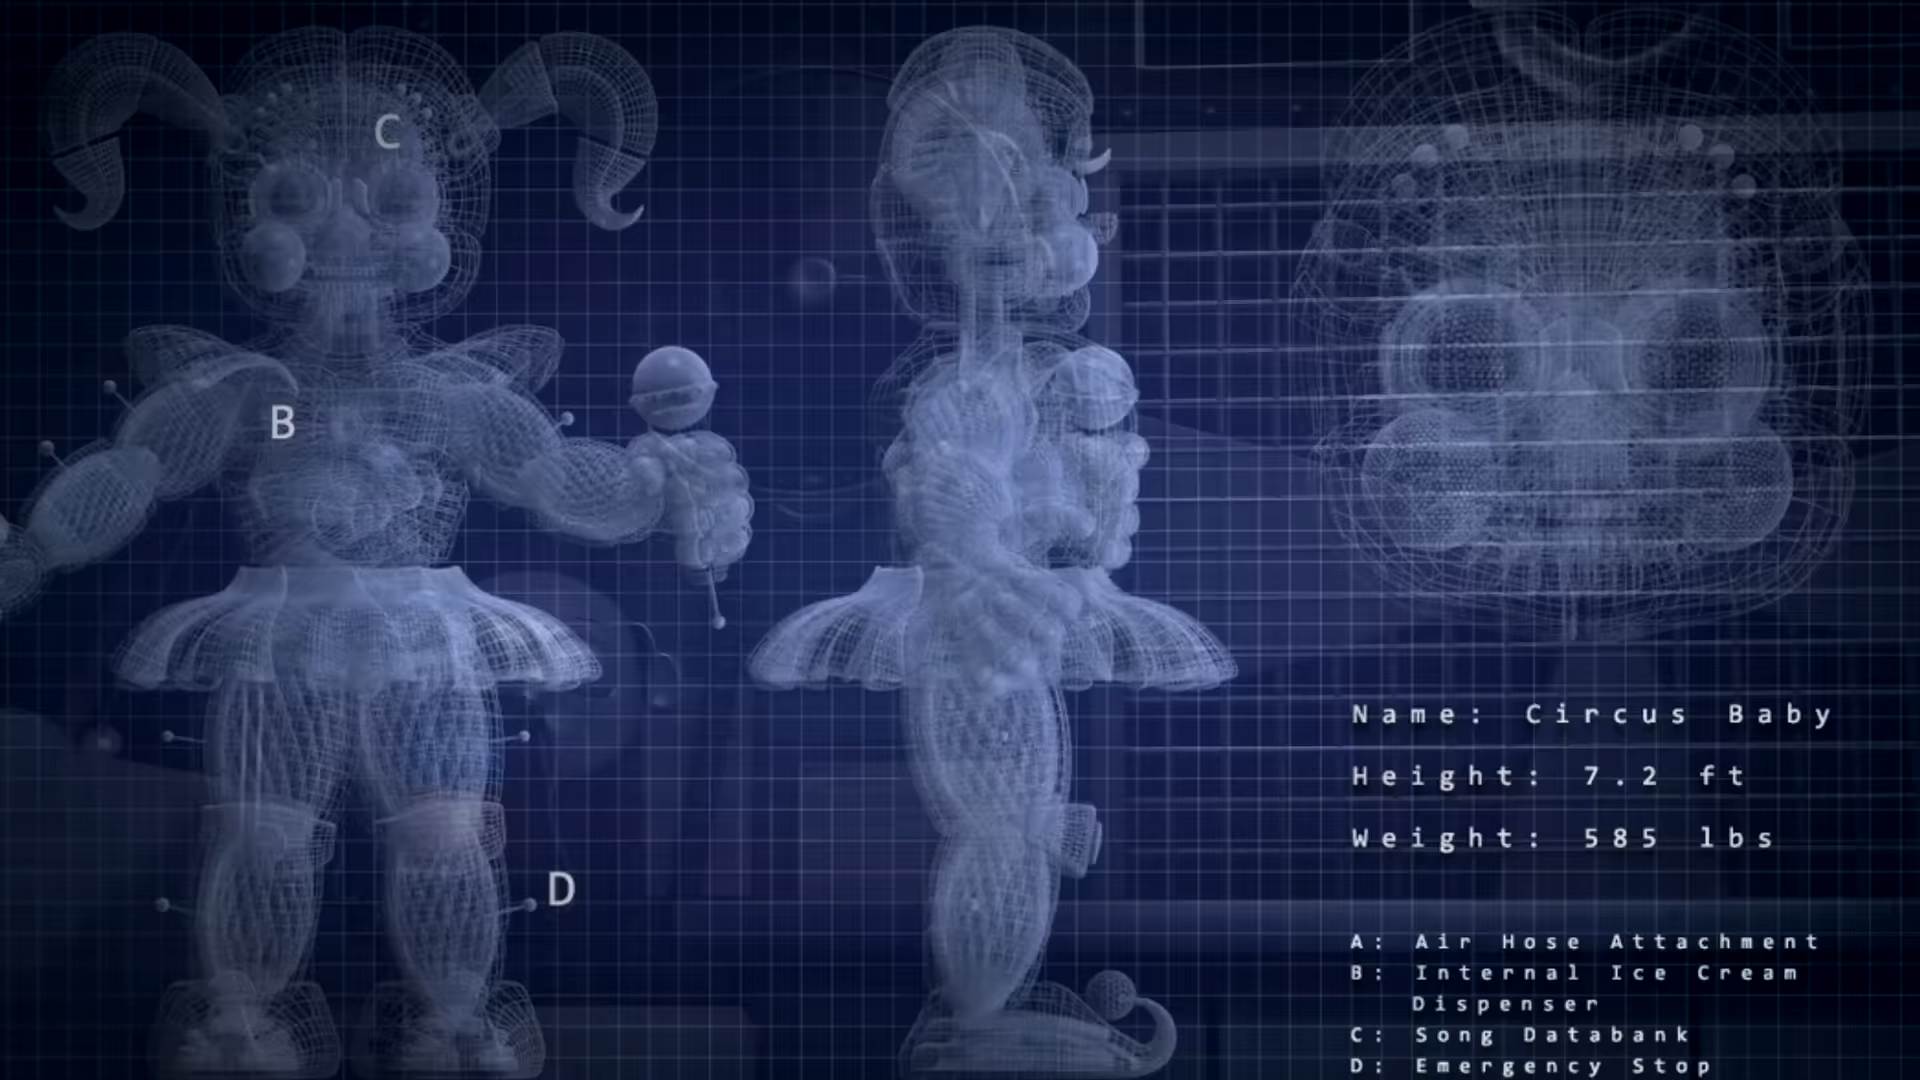 C
B
D
Name: Circus Baby
Height: 7.2 ft
Weight: 585 lbs
A: Air Hose Attachment
B: Internal Ice Cream
Dispenser
C: Song Databank
D: Emergency Stop